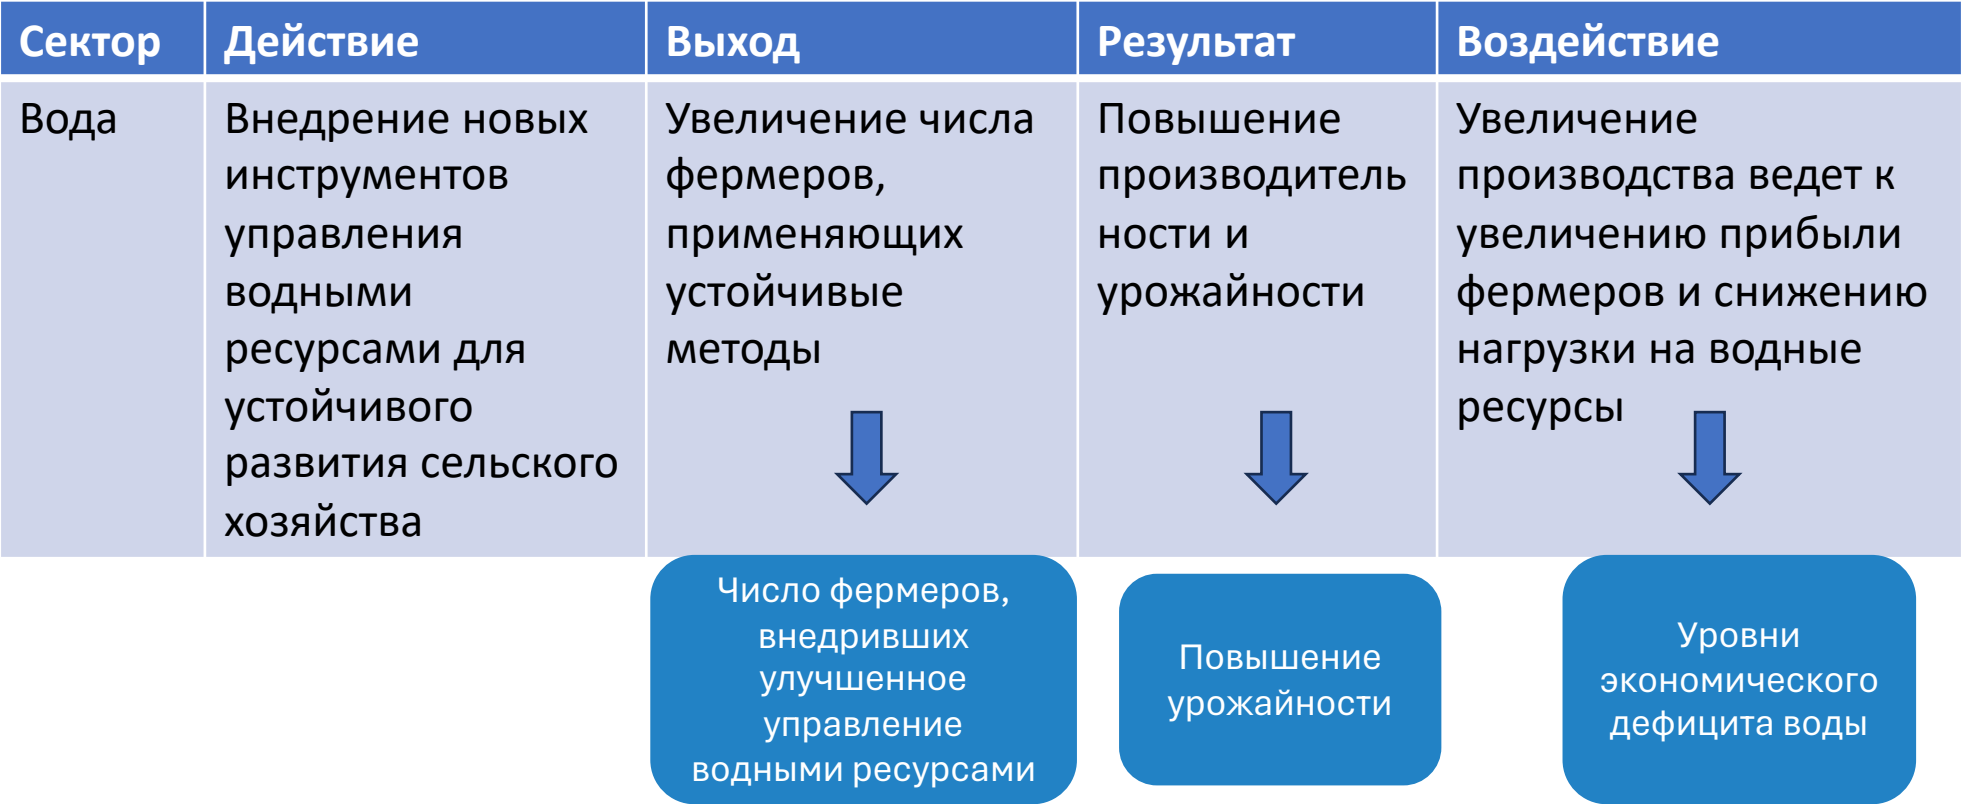 Сектор
Действие
Выход
Результат
Воздействие
Вода
Внедрение новых
инструментов
управления
водными
ресурсами для
устойчивого
развития сельского
хозяйства
Увеличение числа
фермеров,
применяющих
устойчивые
методы
Повышение
производитель
ности и
урожайности
Увеличение
производства ведет к
увеличению прибыли
фермеров и снижению
нагрузки на водные
ресурсы
Число фермеров,
внедривших
улучшенное
управление
водными ресурсами
Повышение
урожайности
Уровни
экономического
дефицита воды